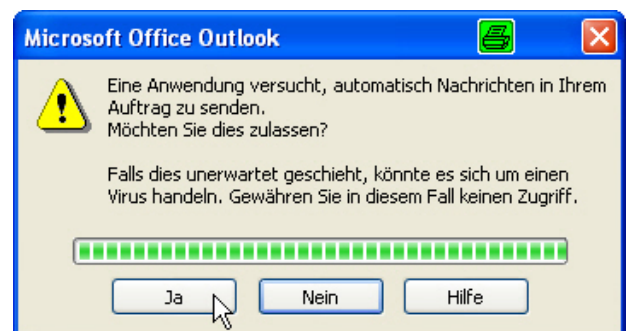 Microsoft Office Outlook
Eine Anwendung versucht, automatisch Nachrichten in Ihrem
Auftrag zu senden.
Möchten Sie dies zulassen?
Falls dies unerwartet geschieht, könnte es sich um einen
Virus handeln. Gewähren Sie in diesem Fall keinen Zugriff.
Ja Nein Hilfe